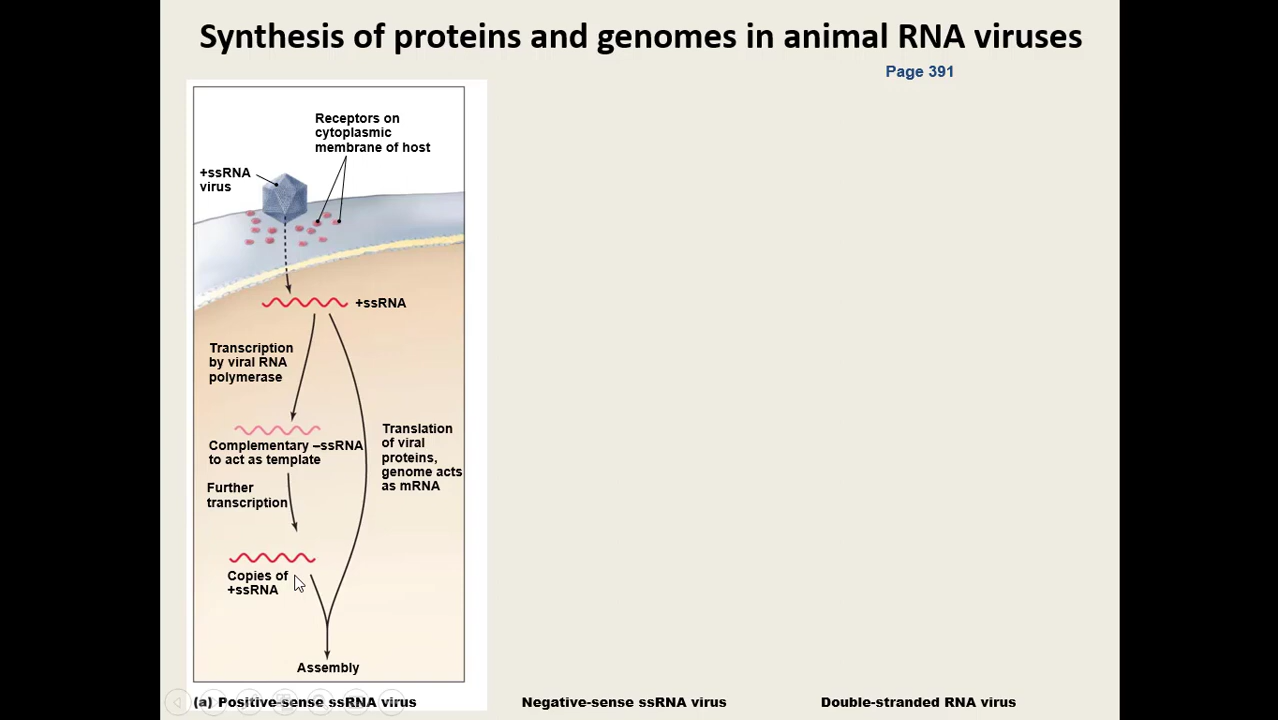 Synthesis of proteins and genomes in animal RNA viruses
Page 391
Receptors on
cytoplasmic
membrane of host
+ssRNA
virus
+ssRNA
Transcription
by viral RNA
polymerase
Complementary –ssRNA
to act as template
Translation
of viral
proteins,
genome acts
as mRNA
Further
transcription
Copies of
+ssRNA
Assembly
(a) Positive-sense ssRNA virus
Negative-sense ssRNA virus
Double-stranded RNA virus